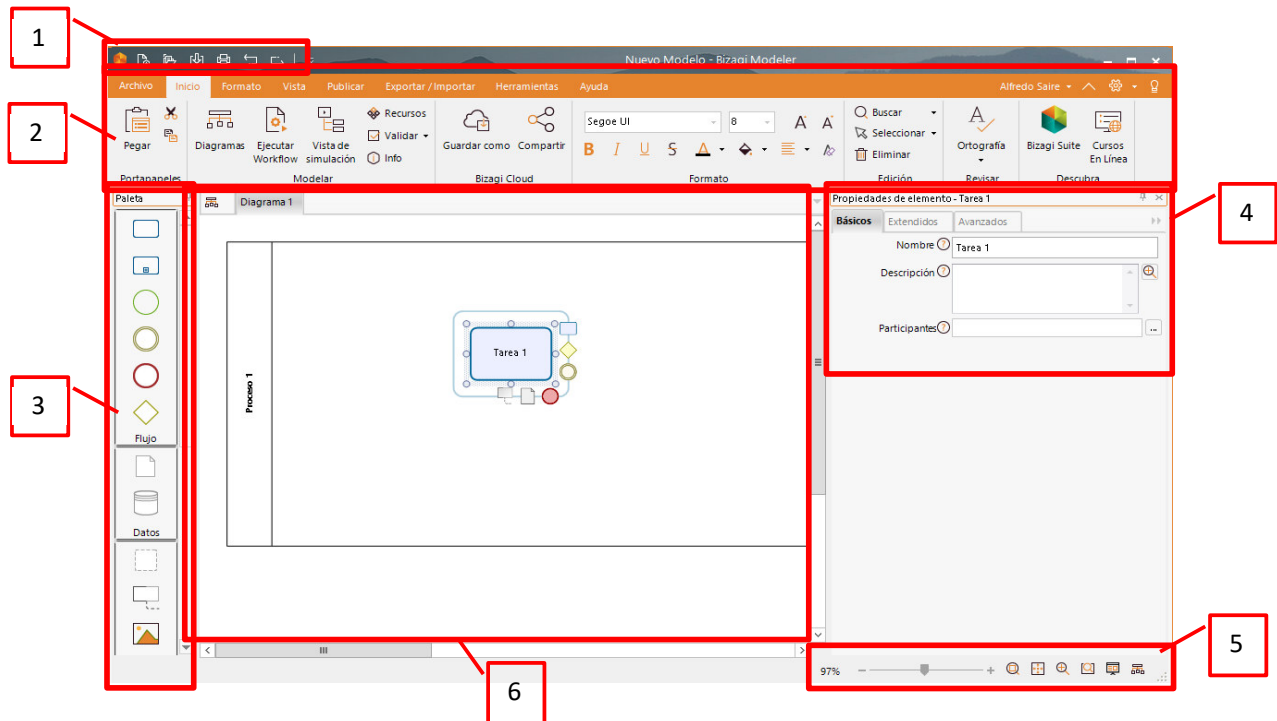 1
Nuevo Modelo - Bizagi Modeler
Archivo Inicio Formato Vista Publicar Exportar / Importar Herramientas Ayuda Alfredo Saire
2
Pegar
Portapapeles
Diagramas
Ejecutar Workflow
Vista de simulación
Recursos
Validar
Info
Modelar
Guardar como
Compartir
Bizagi Cloud
Segoe UI 8 A A
B I U S A
Formato
Buscar
Seleccionar
Eliminar
Edición
Ortografía
Revisar
Bizagi Suite
Cursos En Línea
Descubra
Paleta
Diagrama 1
Propiedades de elemento - Tarea 1
4
Básicos Extendidos Avanzados
Nombre ? Tarea 1
Descripción ?
Participantes ? ...
Tarea 1
Proceso 1
3
Flujo
Datos
97% − +
5
6